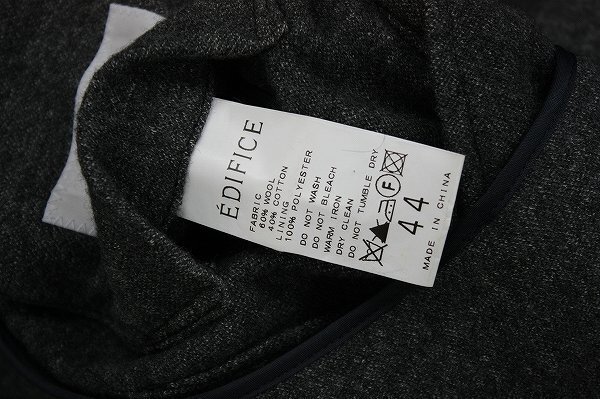 ÉDIFICE
FABRIC
60% WOOL
40% COTTON
LINING
100% POLYESTER
DO NOT WASH
DO NOT BLEACH
WARM IRON
DRY CLEAN
DO NOT TUMBLE DRY
F
44
MADE IN CHINA